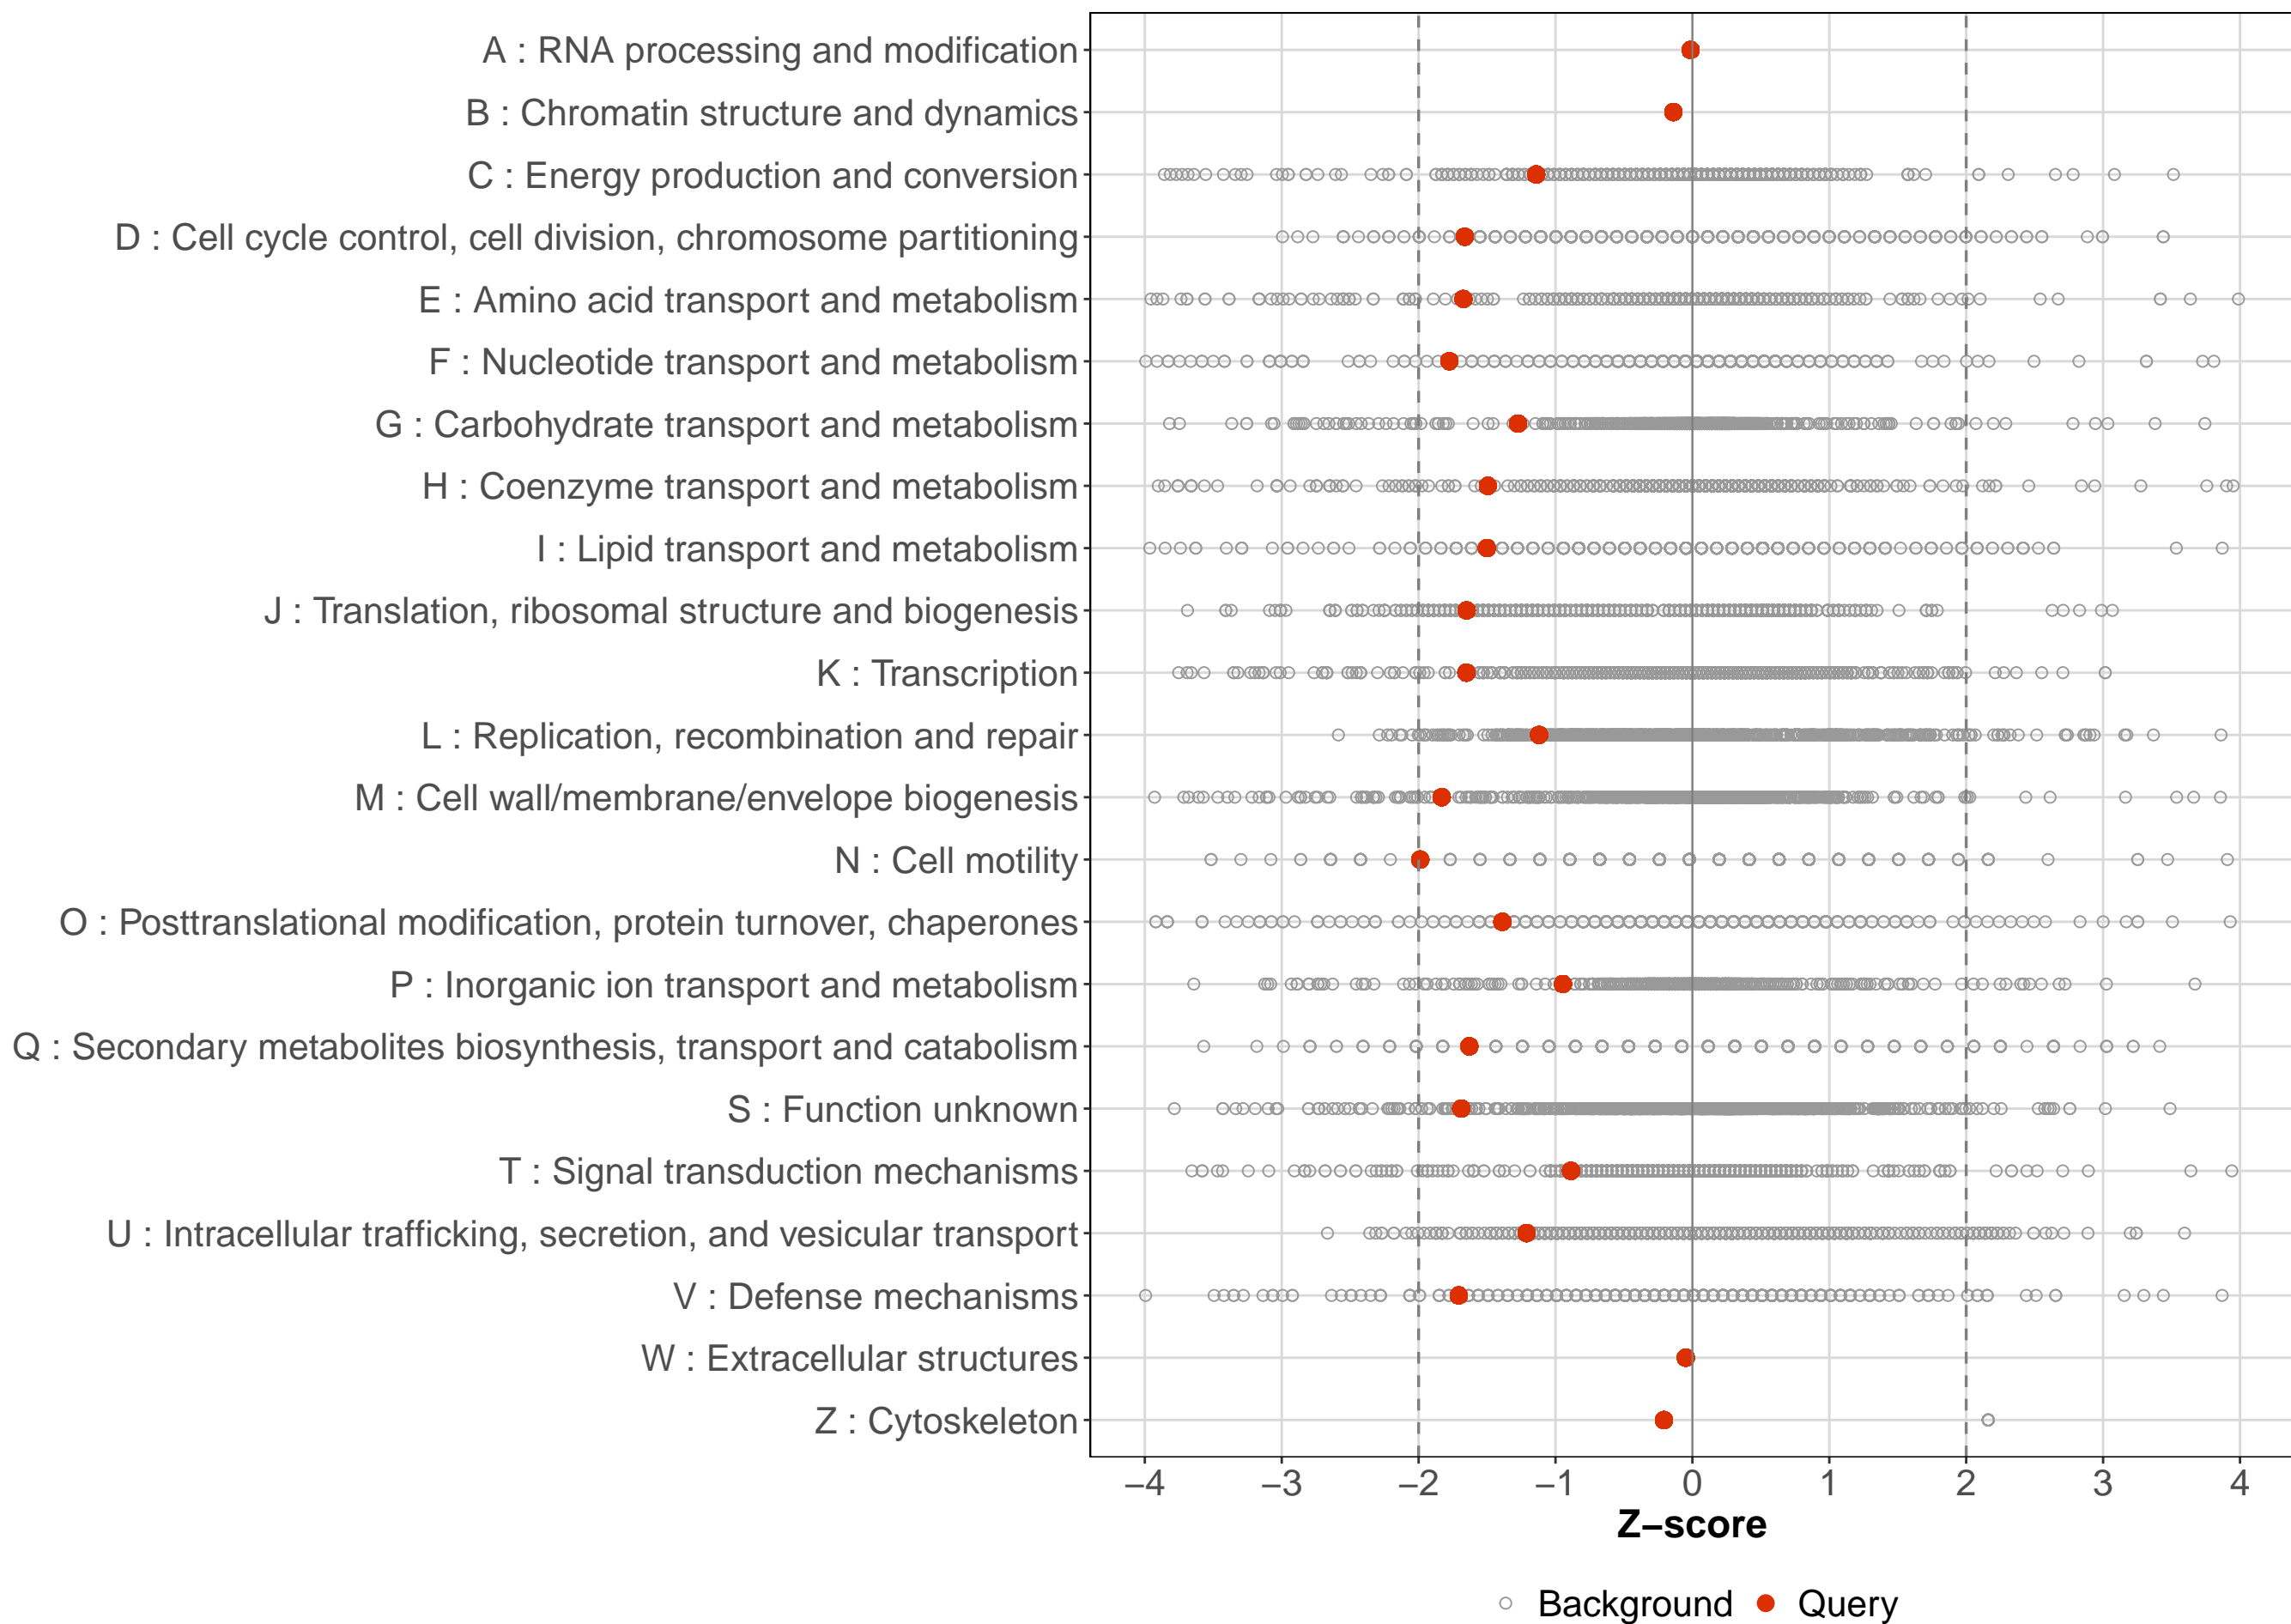 A : RNA processing and modification
B : Chromatin structure and dynamics
C : Energy production and conversion
D : Cell cycle control, cell division, chromosome partitioning
E : Amino acid transport and metabolism
F : Nucleotide transport and metabolism
G : Carbohydrate transport and metabolism
H : Coenzyme transport and metabolism
I : Lipid transport and metabolism
J : Translation, ribosomal structure and biogenesis
K : Transcription
L : Replication, recombination and repair
M : Cell wall/membrane/envelope biogenesis
N : Cell motility
O : Posttranslational modification, protein turnover, chaperones
P : Inorganic ion transport and metabolism
Q : Secondary metabolites biosynthesis, transport and catabolism
S : Function unknown
T : Signal transduction mechanisms
U : Intracellular trafficking, secretion, and vesicular transport
V : Defense mechanisms
W : Extracellular structures
Z : Cytoskeleton
−4 −3 −2 −1 0 1 2 3 4
Z−score
Background Query